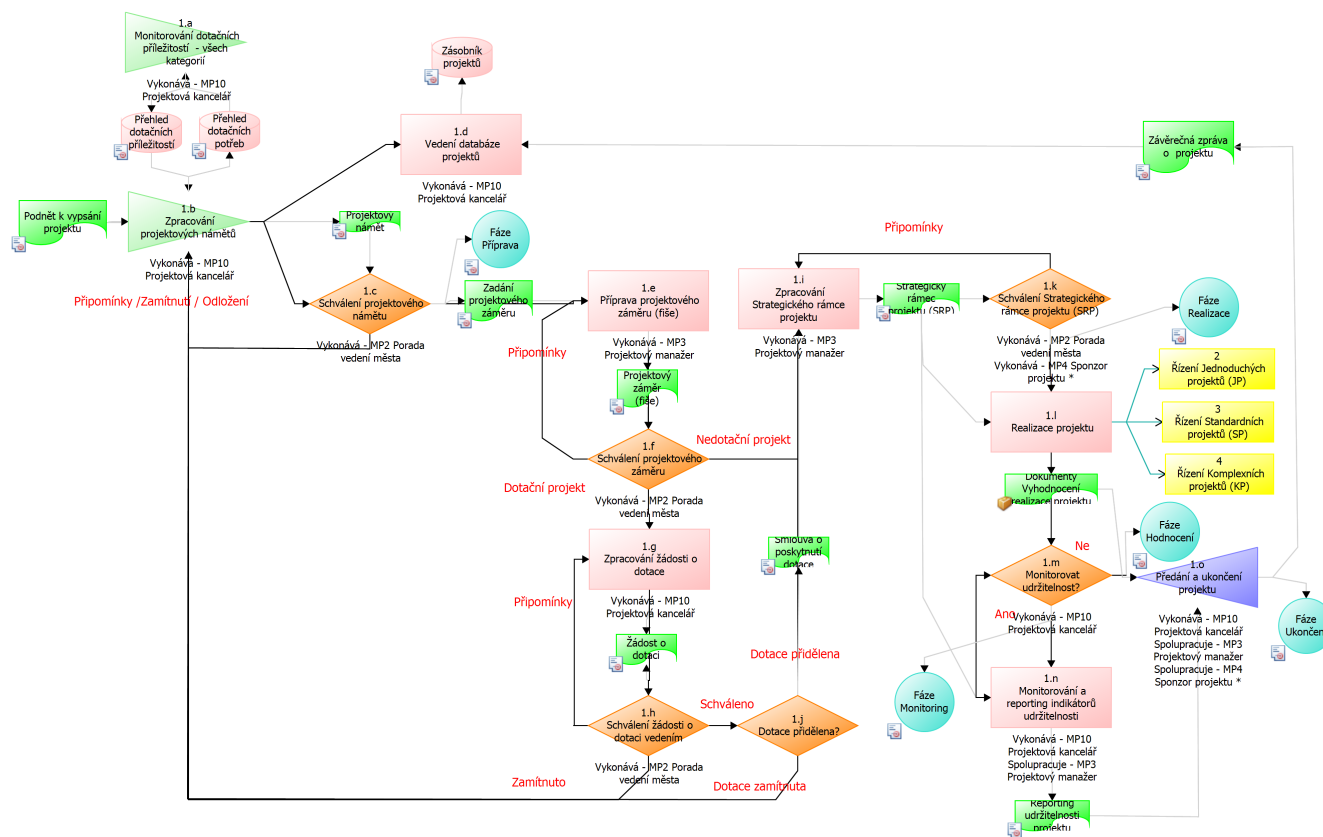 1.a
Monitorování dotačních
příležitostí - všech
kategorií
Vykonává - MP10
Projektová kancelář
Přehled
dotačních
příležitostí
Přehled
dotačních
potřeb
Zásobník
projektů
1.d
Vedení databáze
projektů
Vykonává - MP10
Projektová kancelář
Závěrečná zpráva
o projektu
Podnět k vypsání
projektu
1.b
Zpracování
projektových námětů
Vykonává - MP10
Projektová kancelář
Připomínky /Zamítnutí / Odložení
Projektový
námět
Fáze
Příprava
1.c
Schválení projektového
námětu
Vykonává - MP2 Porada
vedení města
Zadání
projektového
záměru
1.e
Příprava projektového
záměru (fiše)
Vykonává - MP3
Projektový manažer
Připomínky
Projektový
záměr
(fiše)
1.f
Schválení projektového
záměru
Vykonává - MP2 Porada
vedení města
Nedotační projekt
Dotační projekt
1.g
Zpracování žádosti o
dotace
Vykonává - MP10
Projektová kancelář
Připomínky
Žádost o
dotaci
1.h
Schválení žádosti o
dotaci vedením
Vykonává - MP2 Porada
vedení města
Zamítnuto
Schváleno
1.j
Dotace přidělena?
Dotace přidělena
Dotace zamítnuta
Smlouva o
poskytnutí
dotace
Připomínky
1.i
Zpracování
Strategického rámce
projektu
Vykonává - MP3
Projektový manažer
Strategický
rámec
projektu (SRP)
1.k
Schválení Strategického
rámce projektu (SRP)
Vykonává - MP2 Porada
vedení města
Vykonává - MP4 Sponzor
projektu *
Fáze
Realizace
2
Řízení Jednoduchých
projektů (JP)
3
Řízení Standardních
projektů (SP)
4
Řízení Komplexních
projektů (KP)
1.l
Realizace projektu
Dokumenty
Vyhodnocení
realizace projektu
Fáze
Hodnocení
Ne
1.m
Monitorovat
udržitelnost?
Ano
Vykonává - MP10
Projektová kancelář
1.o
Předání a ukončení
projektu
Vykonává - MP10
Projektová kancelář
Spolupracuje - MP3
Projektový manažer
Spolupracuje - MP4
Sponzor projektu *
Fáze
Ukončen
Fáze
Monitoring
1.n
Monitorování a
reporting indikátorů
udržitelnosti
Vykonává - MP10
Projektová kancelář
Spolupracuje - MP3
Projektový manažer
Reporting
udržitelnosti
projektu